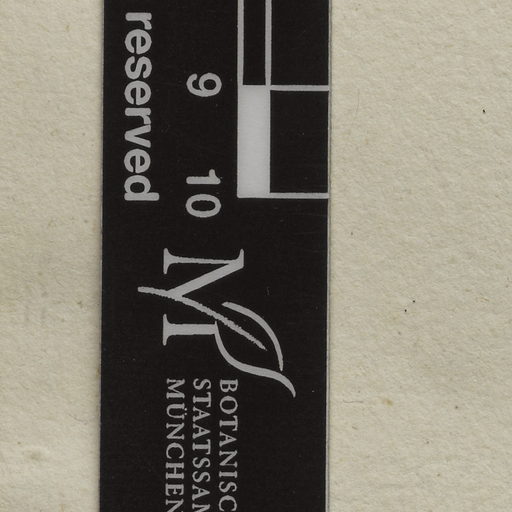 reserved
9 10
M
BOTANISC
STAATSSAM
MÜNCHEN